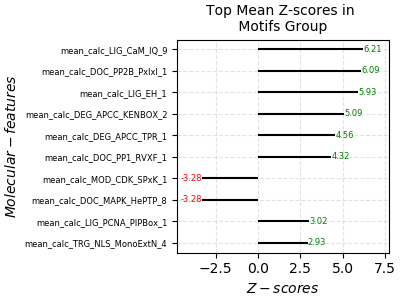 Top Mean Z-scores in
Motifs Group
Molecular − features
mean_calc_LIG_CaM_IQ_9 6.21
mean_calc_DOC_PP2B_PxIxI_1 6.09
mean_calc_LIG_EH_1 5.93
mean_calc_DEG_APCC_KENBOX_2 5.09
mean_calc_DEG_APCC_TPR_1 4.56
mean_calc_DOC_PP1_RVXF_1 4.32
mean_calc_MOD_CDK_SPxK_1 -3.28
mean_calc_DOC_MAPK_HePTP_8 -3.28
mean_calc_LIG_PCNA_PIPBox_1 3.02
mean_calc_TRG_NLS_MonoExtN_4 2.93
−2.5 0.0 2.5 5.0 7.5
Z − scores